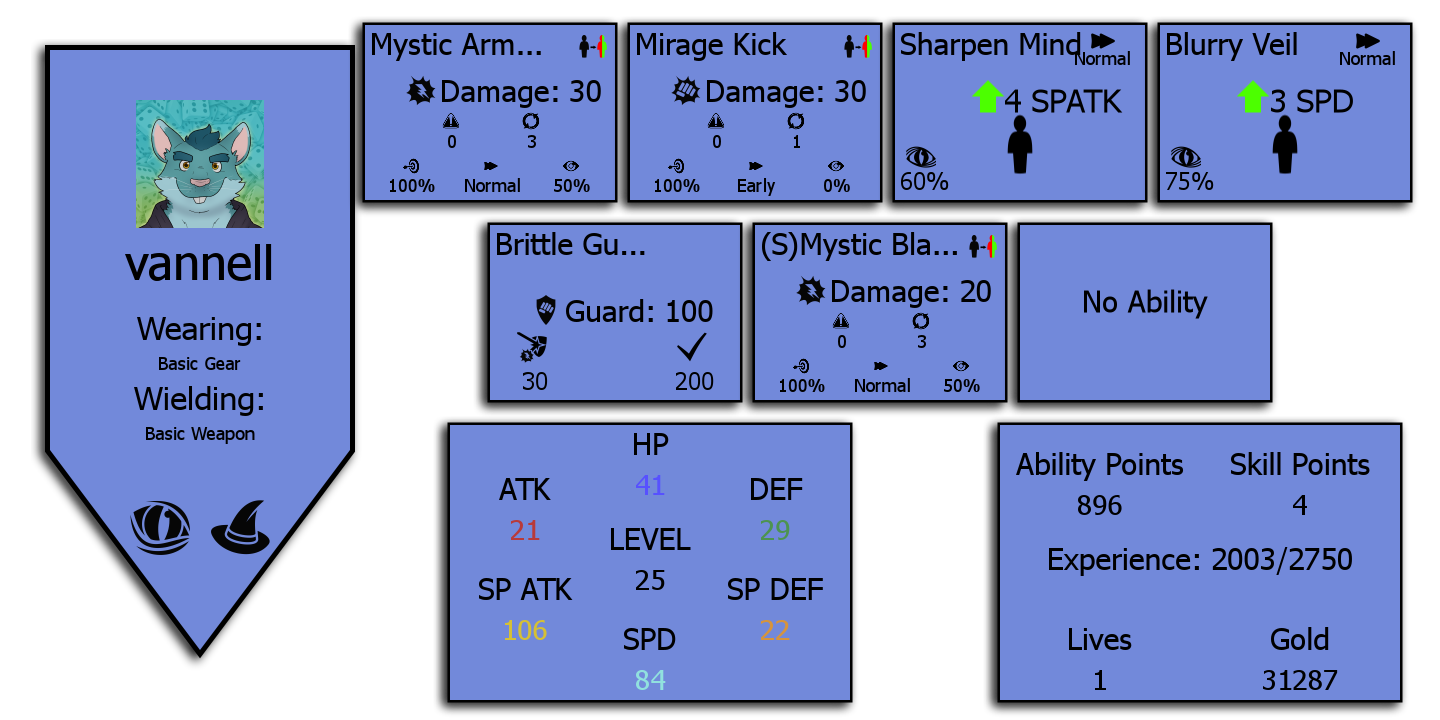 vannell
Wearing:
Basic Gear
Wielding:
Basic Weapon
Mystic Arm...
Damage: 30
0 3
100% Normal 50%
Mirage Kick
Damage: 30
0 1
100% Early 0%
Sharpen Mind
Normal
4 SPATK
60%
Blurry Veil
Normal
3 SPD
75%
Brittle Gu...
Guard: 100
30 200
(S)Mystic Bla...
Damage: 20
0 3
100% Normal 50%
No Ability
HP
41
ATK DEF
21 29
LEVEL
25
SP ATK SP DEF
106 22
SPD
84
Ability Points Skill Points
896 4
Experience: 2003/2750
Lives Gold
1 31287